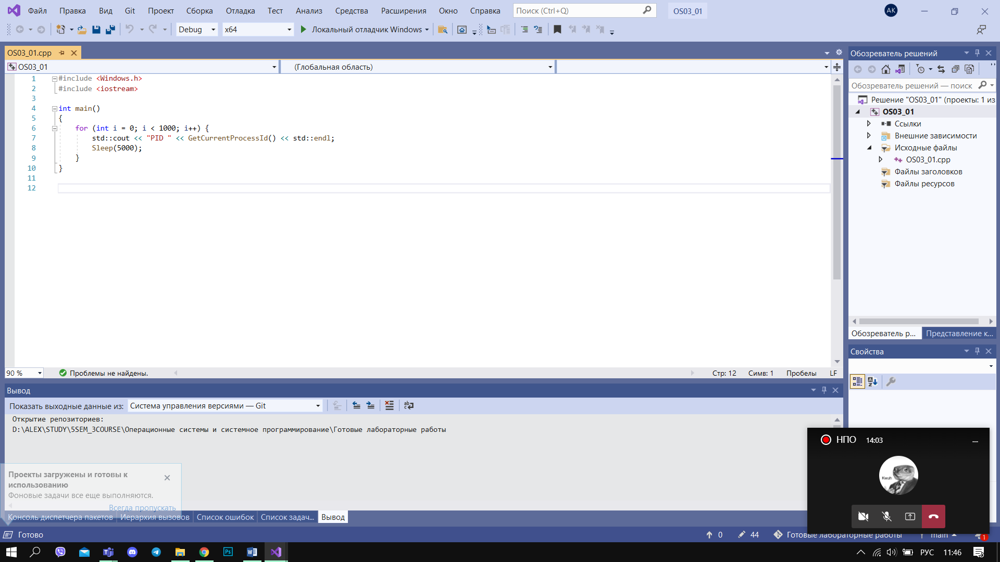 Файл Правка Вид Git Проект Сборка Отладка Тест Анализ Средства Расширения Окно Справка Поиск (Ctrl+Q) OS03_01 AK
Debug x64 Локальный отладчик Windows
OS03_01.cpp
OS03_01 (Глобальная область)
1 #include <Windows.h>
2 #include <iostream>
3
4 int main()
5 {
6 for (int i = 0; i < 1000; i++) {
7 std::cout << "PID " << GetCurrentProcessId() << std::endl;
8 Sleep(5000);
9 }
10 }
11
12
90 % Проблемы не найдены. Стр: 12 Симв: 1 Пробелы LF
Вывод
Показать выходные данные из: Система управления версиями — Git
Открытие репозиториев:
D:\ALEX\STUDY\5SEM_3COURSE\Операционные системы и системное программирование\Готовые лабораторные работы
Проекты загружены и готовы к
использованию
Фоновые задачи все еще выполняются.
Всегда пропускать
Консоль диспетчера пакетов Иерархия вызовов Список ошибок Список задач... Вывод
Обозреватель решений
Обозреватель решений — поиск
Решение "OS03_01" (проекты: 1 из
OS03_01
Ссылки
Внешние зависимости
Исходные файлы
OS03_01.cpp
Файлы заголовков
Файлы ресурсов
Обозреватель р... Представление к...
Свойства
НПО 14:03
Kwuh
Готово 0 44 Готовые лабораторные работы main 1
Ps РУС 11:46